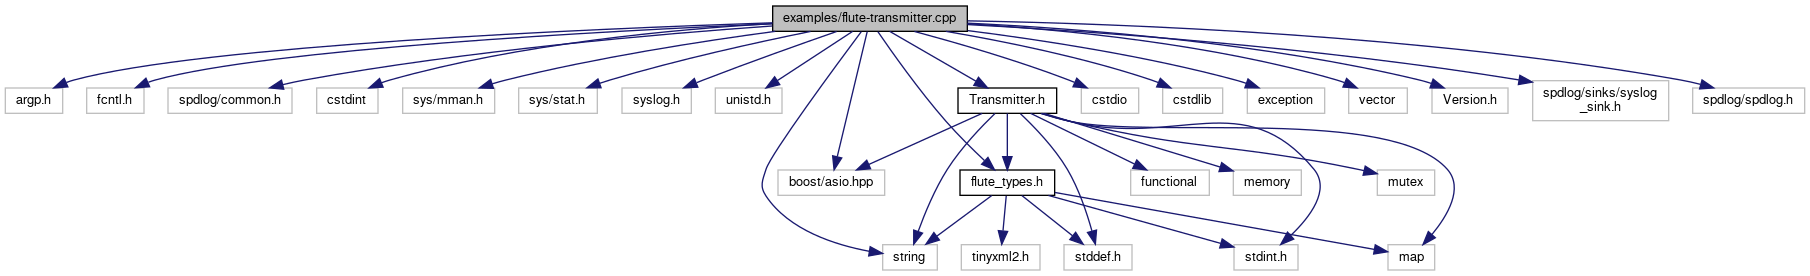 examples/flute-transmitter.cpp
argp.h
fcntl.h
spdlog/common.h
cstdint
sys/mman.h
sys/stat.h
syslog.h
unistd.h
Transmitter.h
cstdio
cstdlib
exception
vector
Version.h
spdlog/sinks/syslog
_sink.h
spdlog/spdlog.h
boost/asio.hpp
flute_types.h
functional
memory
mutex
string
tinyxml2.h
stddef.h
stdint.h
map